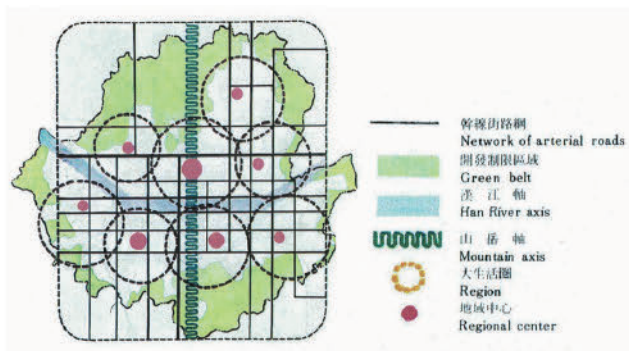 幹線街路網
Network of arterial roads
開發制限區域
Green belt
漢江軸
Han River axis
山岳軸
Mountain axis
大生活圈
Region
地域中心
Regional center